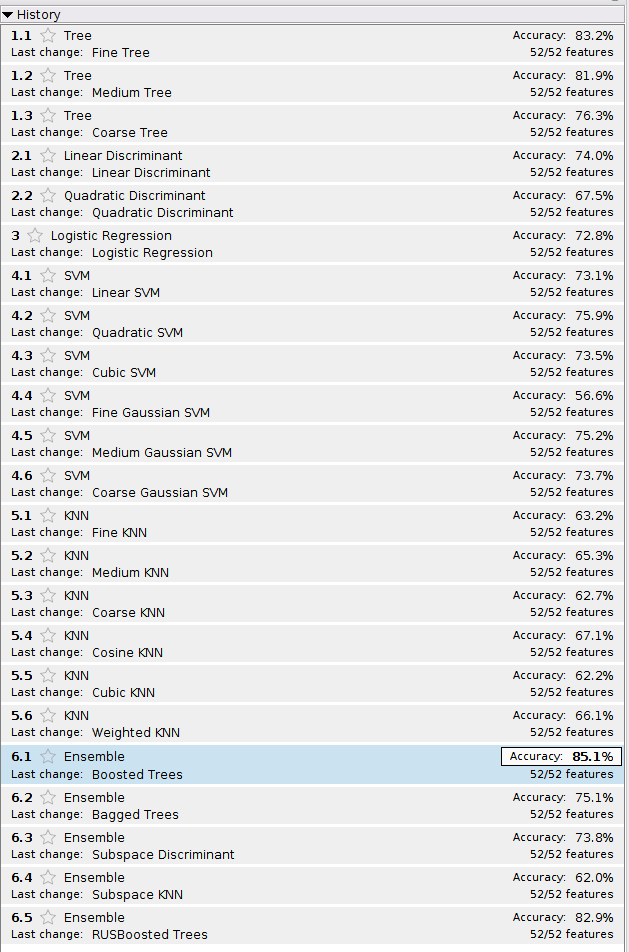 History
1.1 Tree Accuracy: 83.2%
Last change: Fine Tree 52/52 features
1.2 Tree Accuracy: 81.9%
Last change: Medium Tree 52/52 features
1.3 Tree Accuracy: 76.3%
Last change: Coarse Tree 52/52 features
2.1 Linear Discriminant Accuracy: 74.0%
Last change: Linear Discriminant 52/52 features
2.2 Quadratic Discriminant Accuracy: 67.5%
Last change: Quadratic Discriminant 52/52 features
3 Logistic Regression Accuracy: 72.8%
Last change: Logistic Regression 52/52 features
4.1 SVM Accuracy: 73.1%
Last change: Linear SVM 52/52 features
4.2 SVM Accuracy: 75.9%
Last change: Quadratic SVM 52/52 features
4.3 SVM Accuracy: 73.5%
Last change: Cubic SVM 52/52 features
4.4 SVM Accuracy: 56.6%
Last change: Fine Gaussian SVM 52/52 features
4.5 SVM Accuracy: 75.2%
Last change: Medium Gaussian SVM 52/52 features
4.6 SVM Accuracy: 73.7%
Last change: Coarse Gaussian SVM 52/52 features
5.1 KNN Accuracy: 63.2%
Last change: Fine KNN 52/52 features
5.2 KNN Accuracy: 65.3%
Last change: Medium KNN 52/52 features
5.3 KNN Accuracy: 62.7%
Last change: Coarse KNN 52/52 features
5.4 KNN Accuracy: 67.1%
Last change: Cosine KNN 52/52 features
5.5 KNN Accuracy: 62.2%
Last change: Cubic KNN 52/52 features
5.6 KNN Accuracy: 66.1%
Last change: Weighted KNN 52/52 features
6.1 Ensemble Accuracy: 85.1%
Last change: Boosted Trees 52/52 features
6.2 Ensemble Accuracy: 75.1%
Last change: Bagged Trees 52/52 features
6.3 Ensemble Accuracy: 73.8%
Last change: Subspace Discriminant 52/52 features
6.4 Ensemble Accuracy: 62.0%
Last change: Subspace KNN 52/52 features
6.5 Ensemble Accuracy: 82.9%
Last change: RUSBoosted Trees 52/52 features